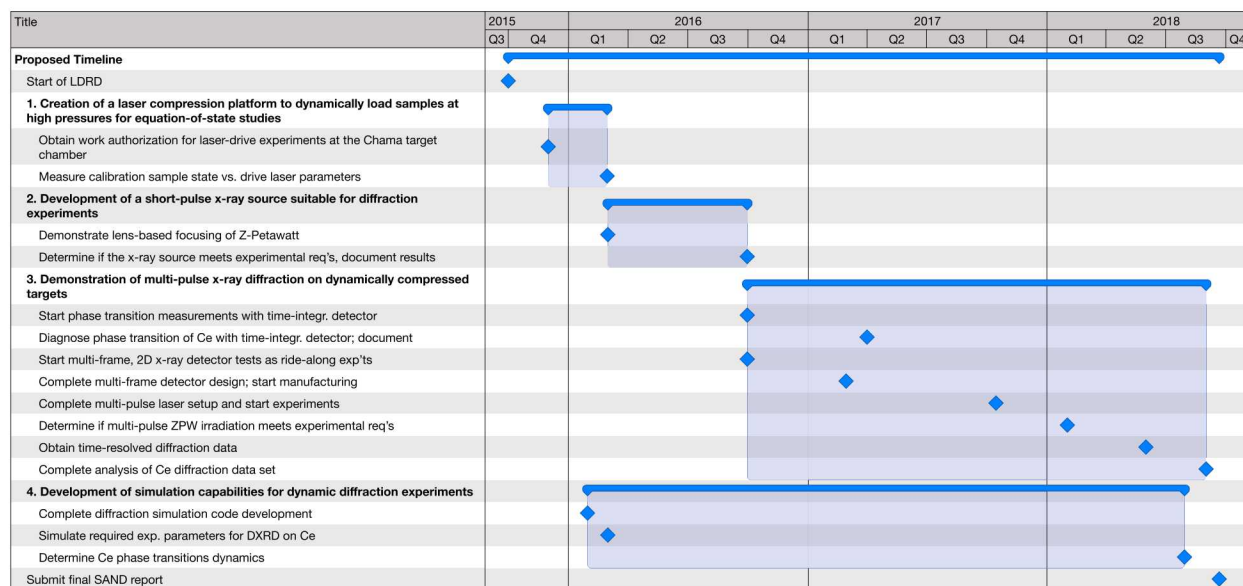 Title 2015 2016 2017 2018
Q3 Q4 Q1 Q2 Q3 Q4 Q1 Q2 Q3 Q4 Q1 Q2 Q3 Q4
Proposed Timeline
Start of LDRD
1. Creation of a laser compression platform to dynamically load samples at
high pressures for equation-of-state studies
Obtain work authorization for laser-drive experiments at the Chama target
chamber
Measure calibration sample state vs. drive laser parameters
2. Development of a short-pulse x-ray source suitable for diffraction
experiments
Demonstrate lens-based focusing of Z-Petawatt
Determine if the x-ray source meets experimental req's, document results
3. Demonstration of multi-pulse x-ray diffraction on dynamically compressed
targets
Start phase transition measurements with time-integr. detector
Diagnose phase transition of Ce with time-integr. detector; document
Start multi-frame, 2D x-ray detector tests as ride-along exp'ts
Complete multi-frame detector design; start manufacturing
Complete multi-pulse laser setup and start experiments
Determine if multi-pulse ZPW irradiation meets experimental req's
Obtain time-resolved diffraction data
Complete analysis of Ce diffraction data set
4. Development of simulation capabilities for dynamic diffraction experiments
Complete diffraction simulation code development
Simulate required exp. parameters for DXRD on Ce
Determine Ce phase transitions dynamics
Submit final SAND report